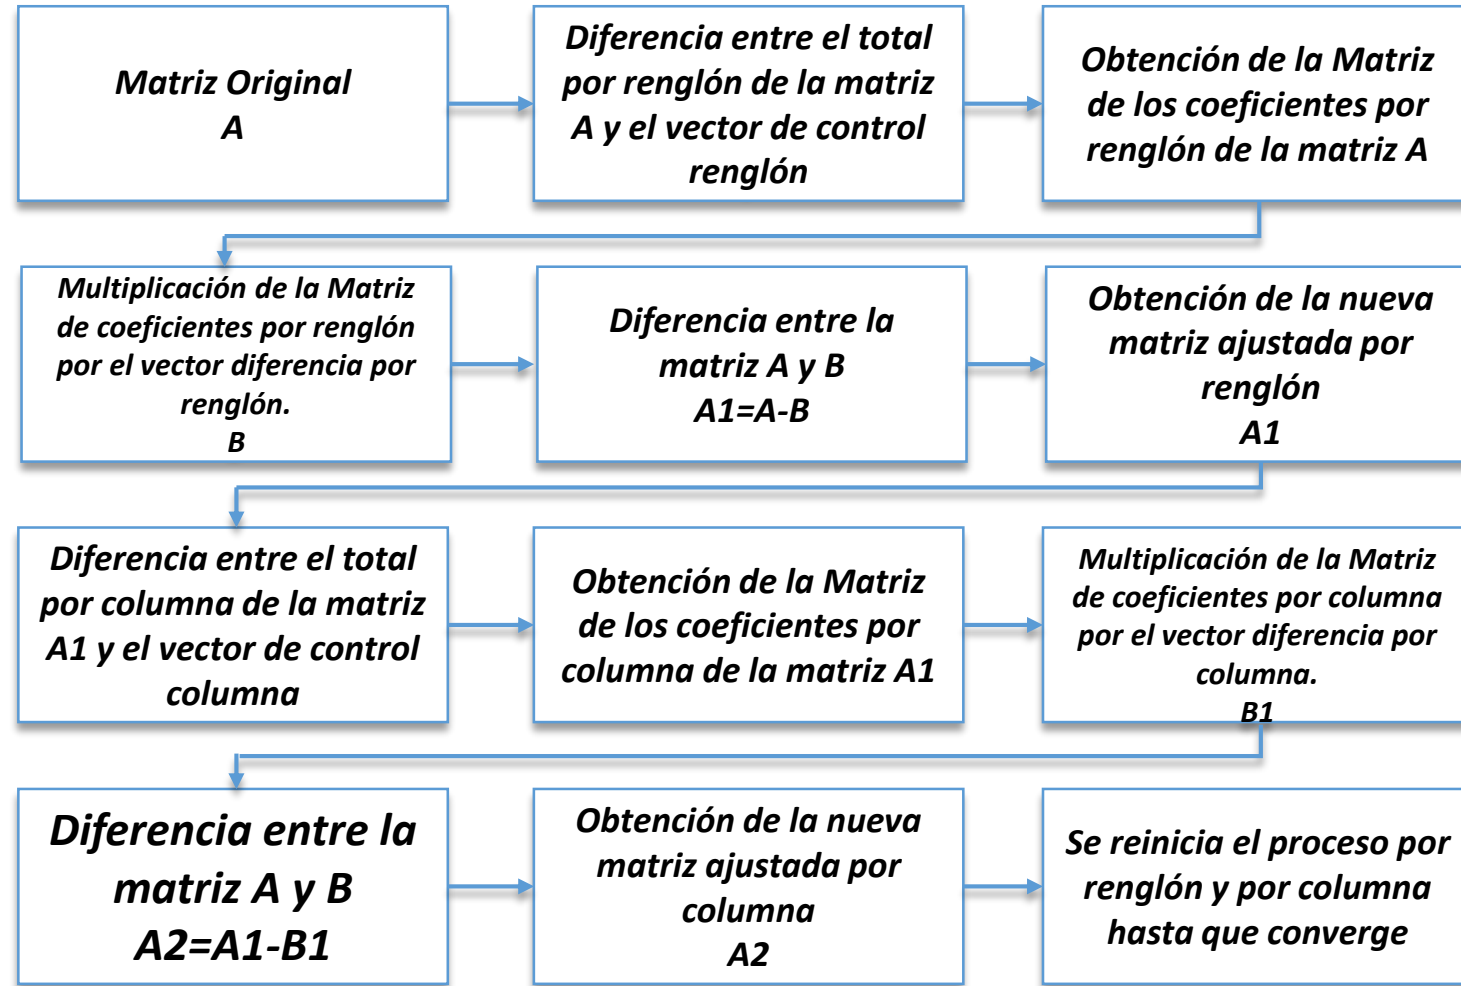 Matriz Original
A
Diferencia entre el total
por renglón de la matriz
A y el vector de control
renglón
Obtención de la Matriz
de los coeficientes por
renglón de la matriz A
Multiplicación de la Matriz
de coeficientes por renglón
por el vector diferencia por
renglón.
B
Diferencia entre la
matriz A y B
A1=A-B
Obtención de la nueva
matriz ajustada por
renglón
A1
Diferencia entre el total
por columna de la matriz
A1 y el vector de control
columna
Obtención de la Matriz
de los coeficientes por
columna de la matriz A1
Multiplicación de la Matriz
de coeficientes por columna
por el vector diferencia por
columna.
B1
Diferencia entre la
matriz A y B
A2=A1-B1
Obtención de la nueva
matriz ajustada por
columna
A2
Se reinicia el proceso por
renglón y por columna
hasta que converge